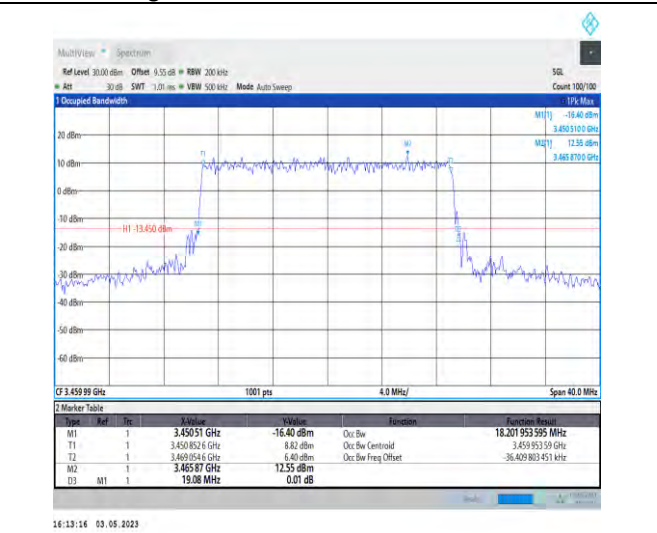 MultiView Spectrum
Ref Level 30.00 dBm Offset 9.55 dB RBW 200 kHz SGL
Att 30 dB SWT 1.01 ms VBW 500 kHz Mode Auto Sweep Count 100/100
1 Occupied Bandwidth 1Pk Max
M1[1] -16.40 dBm
3.450 510 0 GHz
20 dBm M2[1] 12.55 dBm
3.465 870 0 GHz
M2
T1
10 dBm
0 dBm
-10 dBm
H1 -13.450 dBm
-20 dBm
-30 dBm
-40 dBm
-50 dBm
-60 dBm
CF 3.459 99 GHz 1001 pts 4.0 MHz/ Span 40.0 MHz
2 Marker Table
Type Ref Trc X-Value Y-Value Function Function Result
M1 1 3.450 51 GHz -16.40 dBm Occ Bw 18.201 953 595 MHz
T1 1 3.450 852 6 GHz 8.82 dBm Occ Bw Centroid 3.459 953 59 GHz
T2 1 3.469 054 6 GHz 6.40 dBm Occ Bw Freq Offset -36.409 803 451 kHz
M2 1 3.465 87 GHz 12.55 dBm
D3 M1 1 19.08 MHz 0.01 dB
16:13:16 03.05.2023